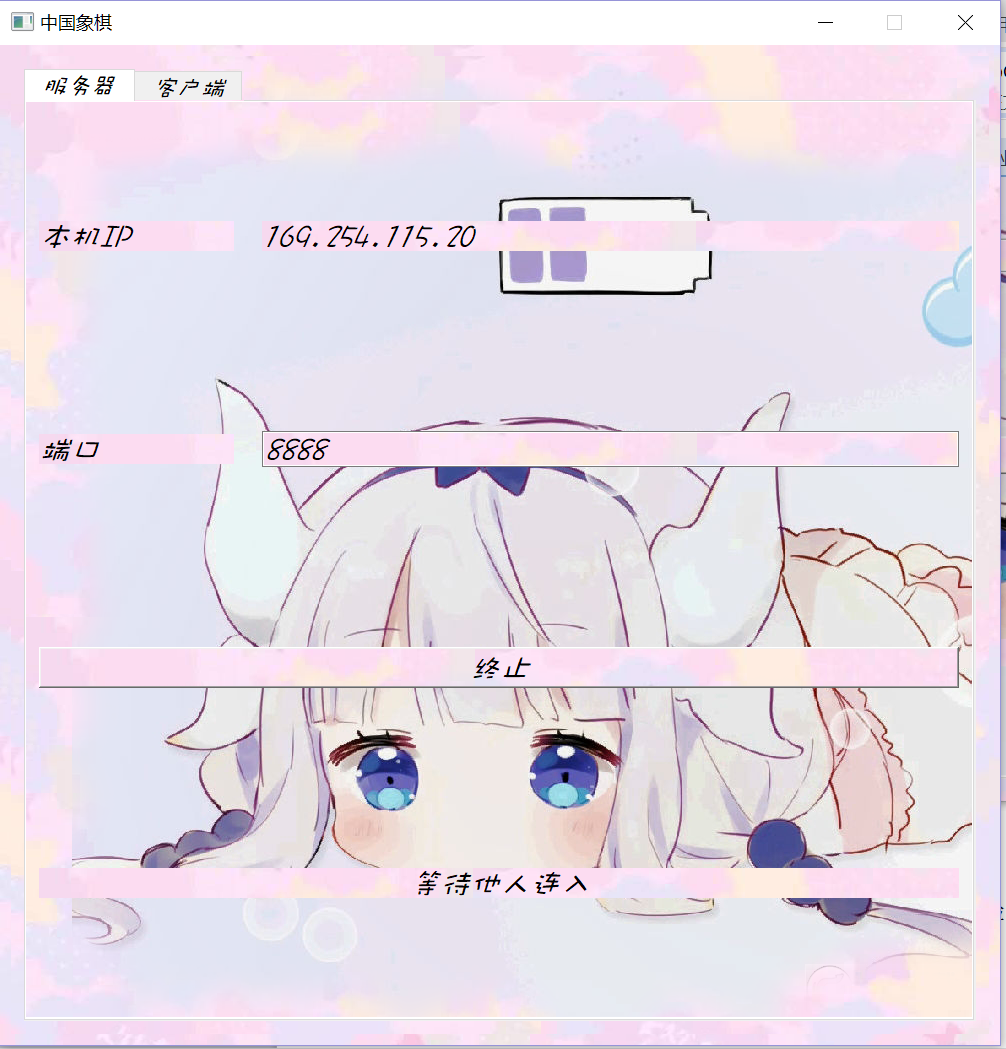 中国象棋
服务器 客户端
本机IP 169.254.115.20
端口 8888
终止
等待他人连入